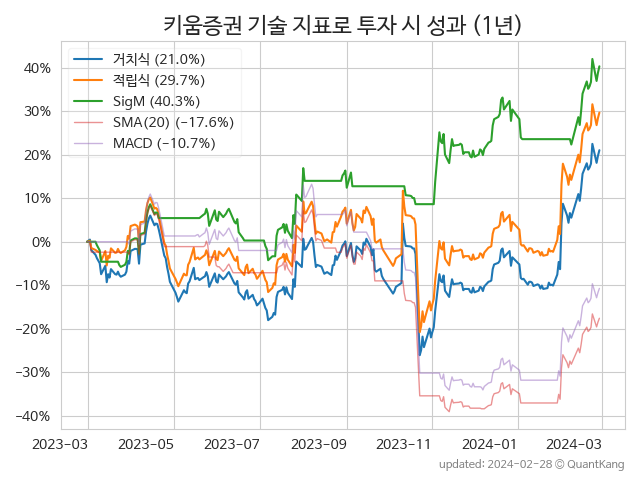 키움증권 기술 지표로 투자 시 성과 (1년)
거치식 (21.0%)
적립식 (29.7%)
SigM (40.3%)
SMA(20) (−17.6%)
MACD (−10.7%)
40%
30%
20%
10%
0%
−10%
−20%
−30%
−40%
2023-03 2023-05 2023-07 2023-09 2023-11 2024-01 2024-03
updated: 2024-02-28 © QuantKang